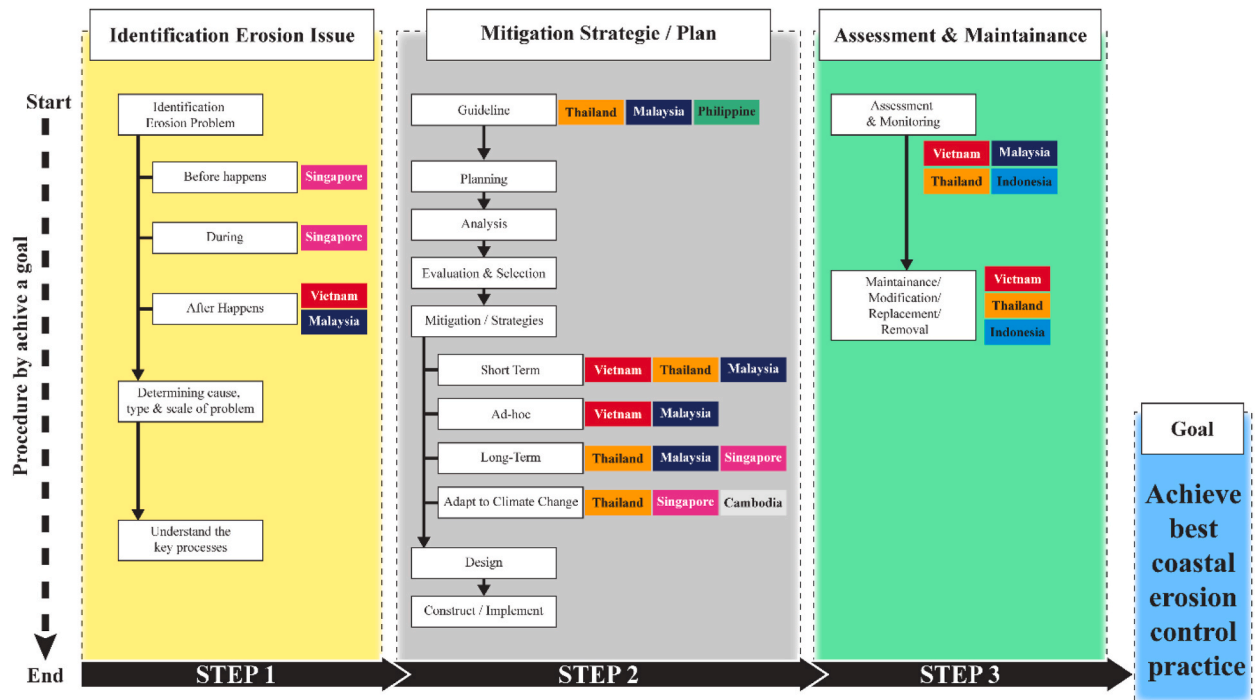 Identification Erosion Issue
Mitigation Strategie / Plan
Assessment & Maintainance
Start
Procedure by achive a goal
End
Identification
Erosion Problem
Before happens
Singapore
During
Singapore
After Happens
Vietnam
Malaysia
Determining cause,
type & scale of problem
Understand the
key processes
Guideline
Thailand
Malaysia
Philippine
Planning
Analysis
Evaluation & Selection
Mitigation / Strategies
Short Term
Vietnam
Thailand
Malaysia
Ad-hoc
Vietnam
Malaysia
Long-Term
Thailand
Malaysia
Singapore
Adapt to Climate Change
Thailand
Singapore
Cambodia
Design
Construct / Implement
Assessment
& Monitoring
Vietnam
Malaysia
Thailand
Indonesia
Maintainance/
Modification/
Replacement/
Removal
Vietnam
Thailand
Indonesia
Goal
Achieve
best
coastal
erosion
control
practice
STEP 1
STEP 2
STEP 3